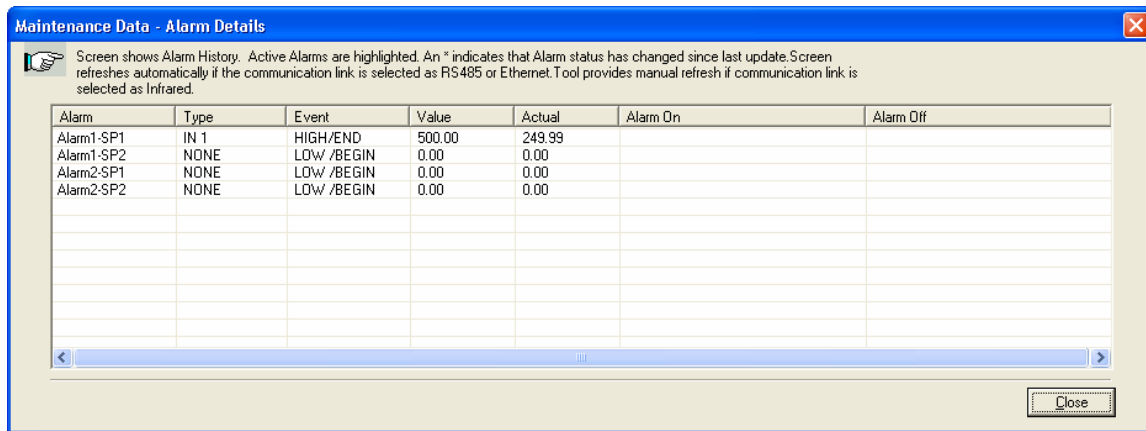 Maintenance Data - Alarm Details
Screen shows Alarm History. Active Alarms are highlighted. An * indicates that Alarm status has changed since last update.Screen
refreshes automatically if the communication link is selected as RS485 or Ethernet.Tool provides manual refresh if communication link is
selected as Infrared.
Alarm Type Event Value Actual Alarm On Alarm Off
Alarm1-SP1 IN 1 HIGH/END 500.00 249.99
Alarm1-SP2 NONE LOW /BEGIN 0.00 0.00
Alarm2-SP1 NONE LOW /BEGIN 0.00 0.00
Alarm2-SP2 NONE LOW /BEGIN 0.00 0.00
Close